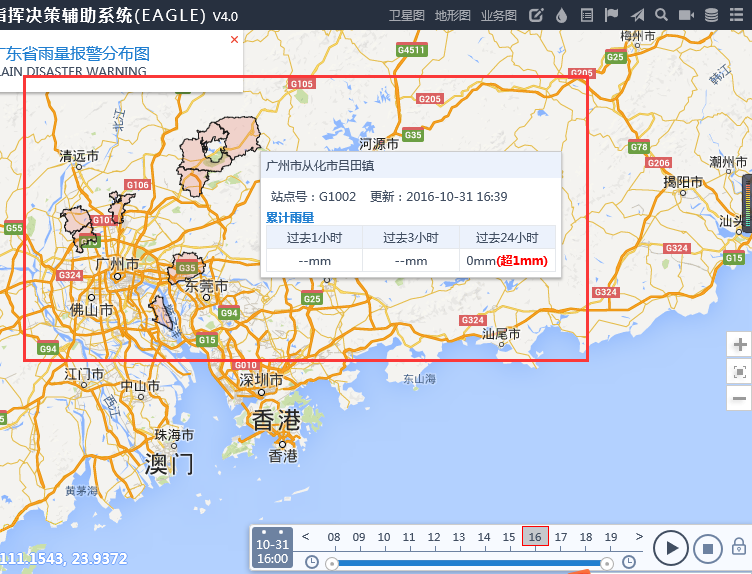 指挥决策辅助系统(EAGLE) V4.0
卫星图 地形图 业务图
广东省雨量报警分布图
RAIN DISASTER WARNING
G4511
G25
梅州市
G205
G105
G205
韩江
北江
河源市
G35
G78
G206
潮州市
清远市
揭阳市
G106
广州市从化市吕田镇
站点号：G1002 更新：2016-10-31 16:39
累计雨量
过去1小时 过去3小时 过去24小时
--mm --mm 0mm(超1mm)
G55
G107
汕头
G324
G15
广州市
G35
G324
东莞市
G25
G324
佛山市
G94
G324
汕尾市
G15
G94
G010
江门市
深圳市
东山海
中山市
西江
香港
珠海市
香港
澳门
黄茅海
111.1543, 23.9372
10-31
16:00
< 08 09 10 11 12 13 14 15 16 17 18 19 >